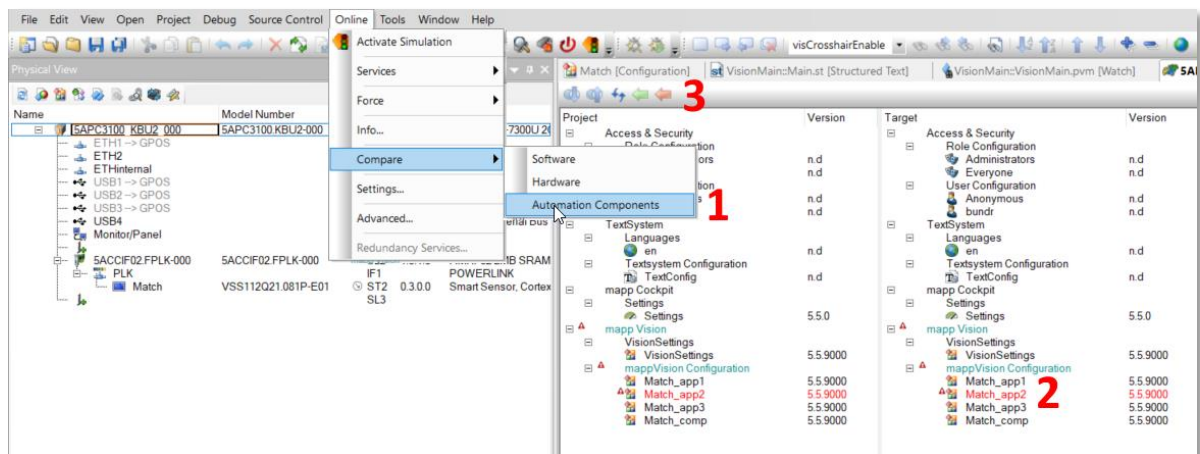 File Edit View Open Project Debug Source Control Online Tools Window Help
visCrosshairEnable
Activate Simulation
Services
Force
Info...
Compare
Settings...
Advanced...
Redundancy Services...
Software
Hardware
Automation Components
1
Physical View
Name Model Number
5APC3100_KBU2_000 5APC3100.KBU2-000 -7300U 2(
ETH1 --> GPOS
ETH2
ETHinternal
USB1 --> GPOS
USB2 --> GPOS
USB3 --> GPOS
USB4
Monitor/Panel
5ACCIF02.FPLK-000 5ACCIF02.FPLK-000 MB SRAM
PLK IF1 POWERLINK
Match VSS112Q21.081P-E01 ST2 0.3.0.0 Smart Sensor, Cortex
SL3
Match [Configuration] VisionMain::Main.st [Structured Text] VisionMain::VisionMain.pvm [Watch] 5A
3
Project Version
Access & Security
ors n.d
n.d
tion
s n.d
n.d
TextSystem
Languages
en n.d
Textsystem Configuration
TextConfig n.d
mapp Cockpit
Settings
Settings 5.5.0
mapp Vision
VisionSettings
VisionSettings 5.5.9000
mappVision Configuration
Match_app1 5.5.9000
Match_app2 5.5.9000
Match_app3 5.5.9000
Match_comp 5.5.9000
Target Version
Access & Security
Role Configuration
Administrators n.d
Everyone n.d
User Configuration
Anonymous n.d
bundr n.d
TextSystem
Languages
en n.d
Textsystem Configuration
TextConfig n.d
mapp Cockpit
Settings
Settings 5.5.0
mapp Vision
VisionSettings
VisionSettings 5.5.9000
mappVision Configuration
Match_app1 5.5.9000
Match_app2 5.5.9000
Match_app3 5.5.9000
Match_comp 5.5.9000
2